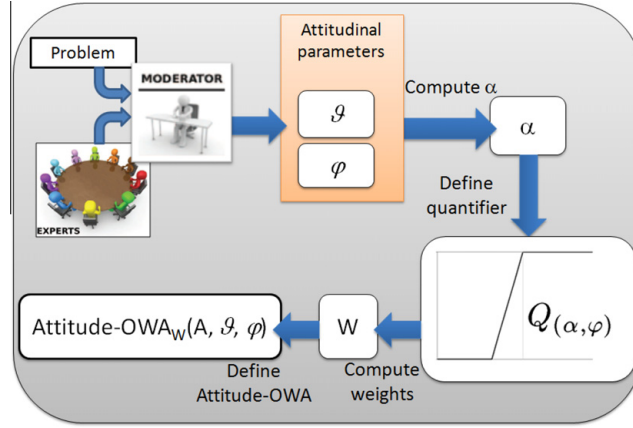 Problem
MODERATOR
EXPERTS
Attitudinal
parameters
ϑ
φ
Compute α
α
Define
quantifier
Q(α,φ)
Compute
weights
W
Define
Attitude-OWA
Attitude-OWAW(A, ϑ, φ)